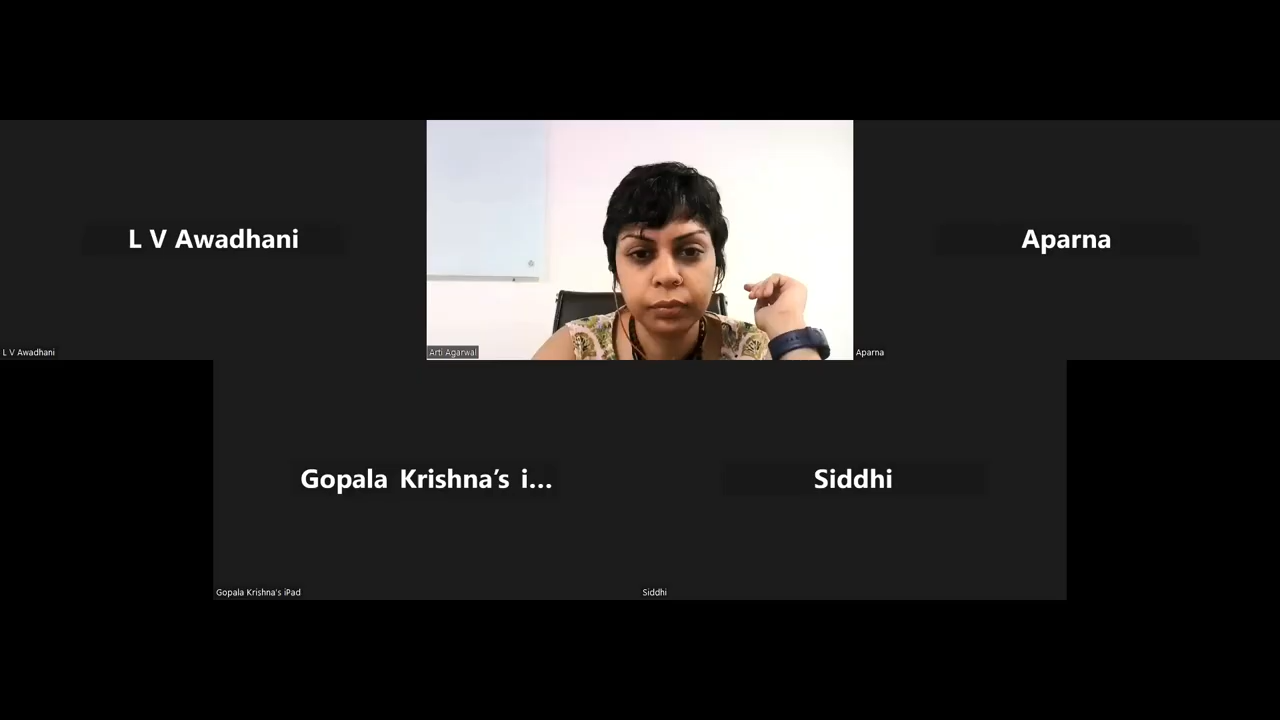 L V Awadhani
Aparna
L V Awadhani
Arti Agarwal
Aparna
Gopala Krishna’s i...
Siddhi
Gopala Krishna’s iPad
Siddhi